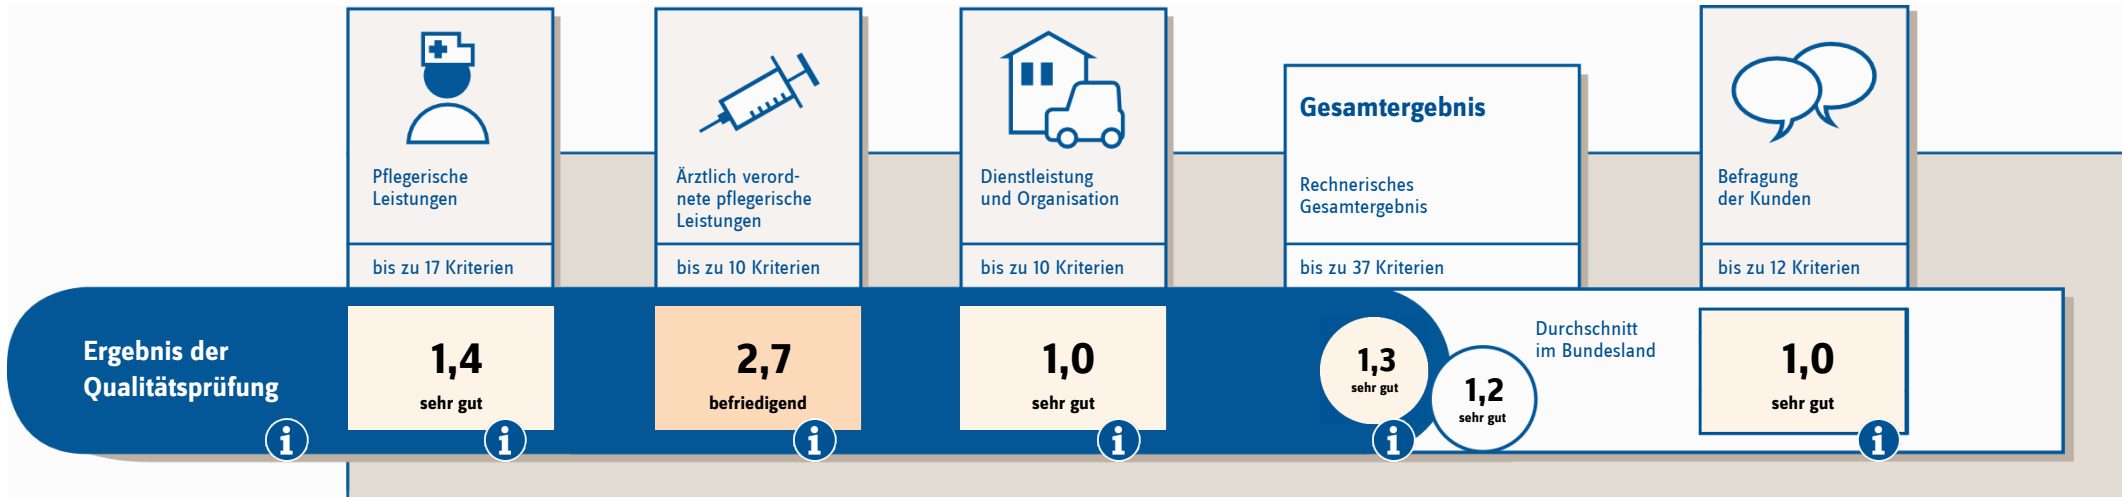 Pflegerische
Leistungen
bis zu 17 Kriterien
Ärztlich verord-
nete pflegerische
Leistungen
bis zu 10 Kriterien
Dienstleistung
und Organisation
bis zu 10 Kriterien
Gesamtergebnis
Rechnerisches
Gesamtergebnis
bis zu 37 Kriterien
Befragung
der Kunden
bis zu 12 Kriterien
Ergebnis der
Qualitätsprüfung
i
1,4
sehr gut
i
2,7
befriedigend
i
1,0
sehr gut
i
1,3
sehr gut
i
1,2
sehr gut
Durchschnitt
im Bundesland
1,0
sehr gut
i